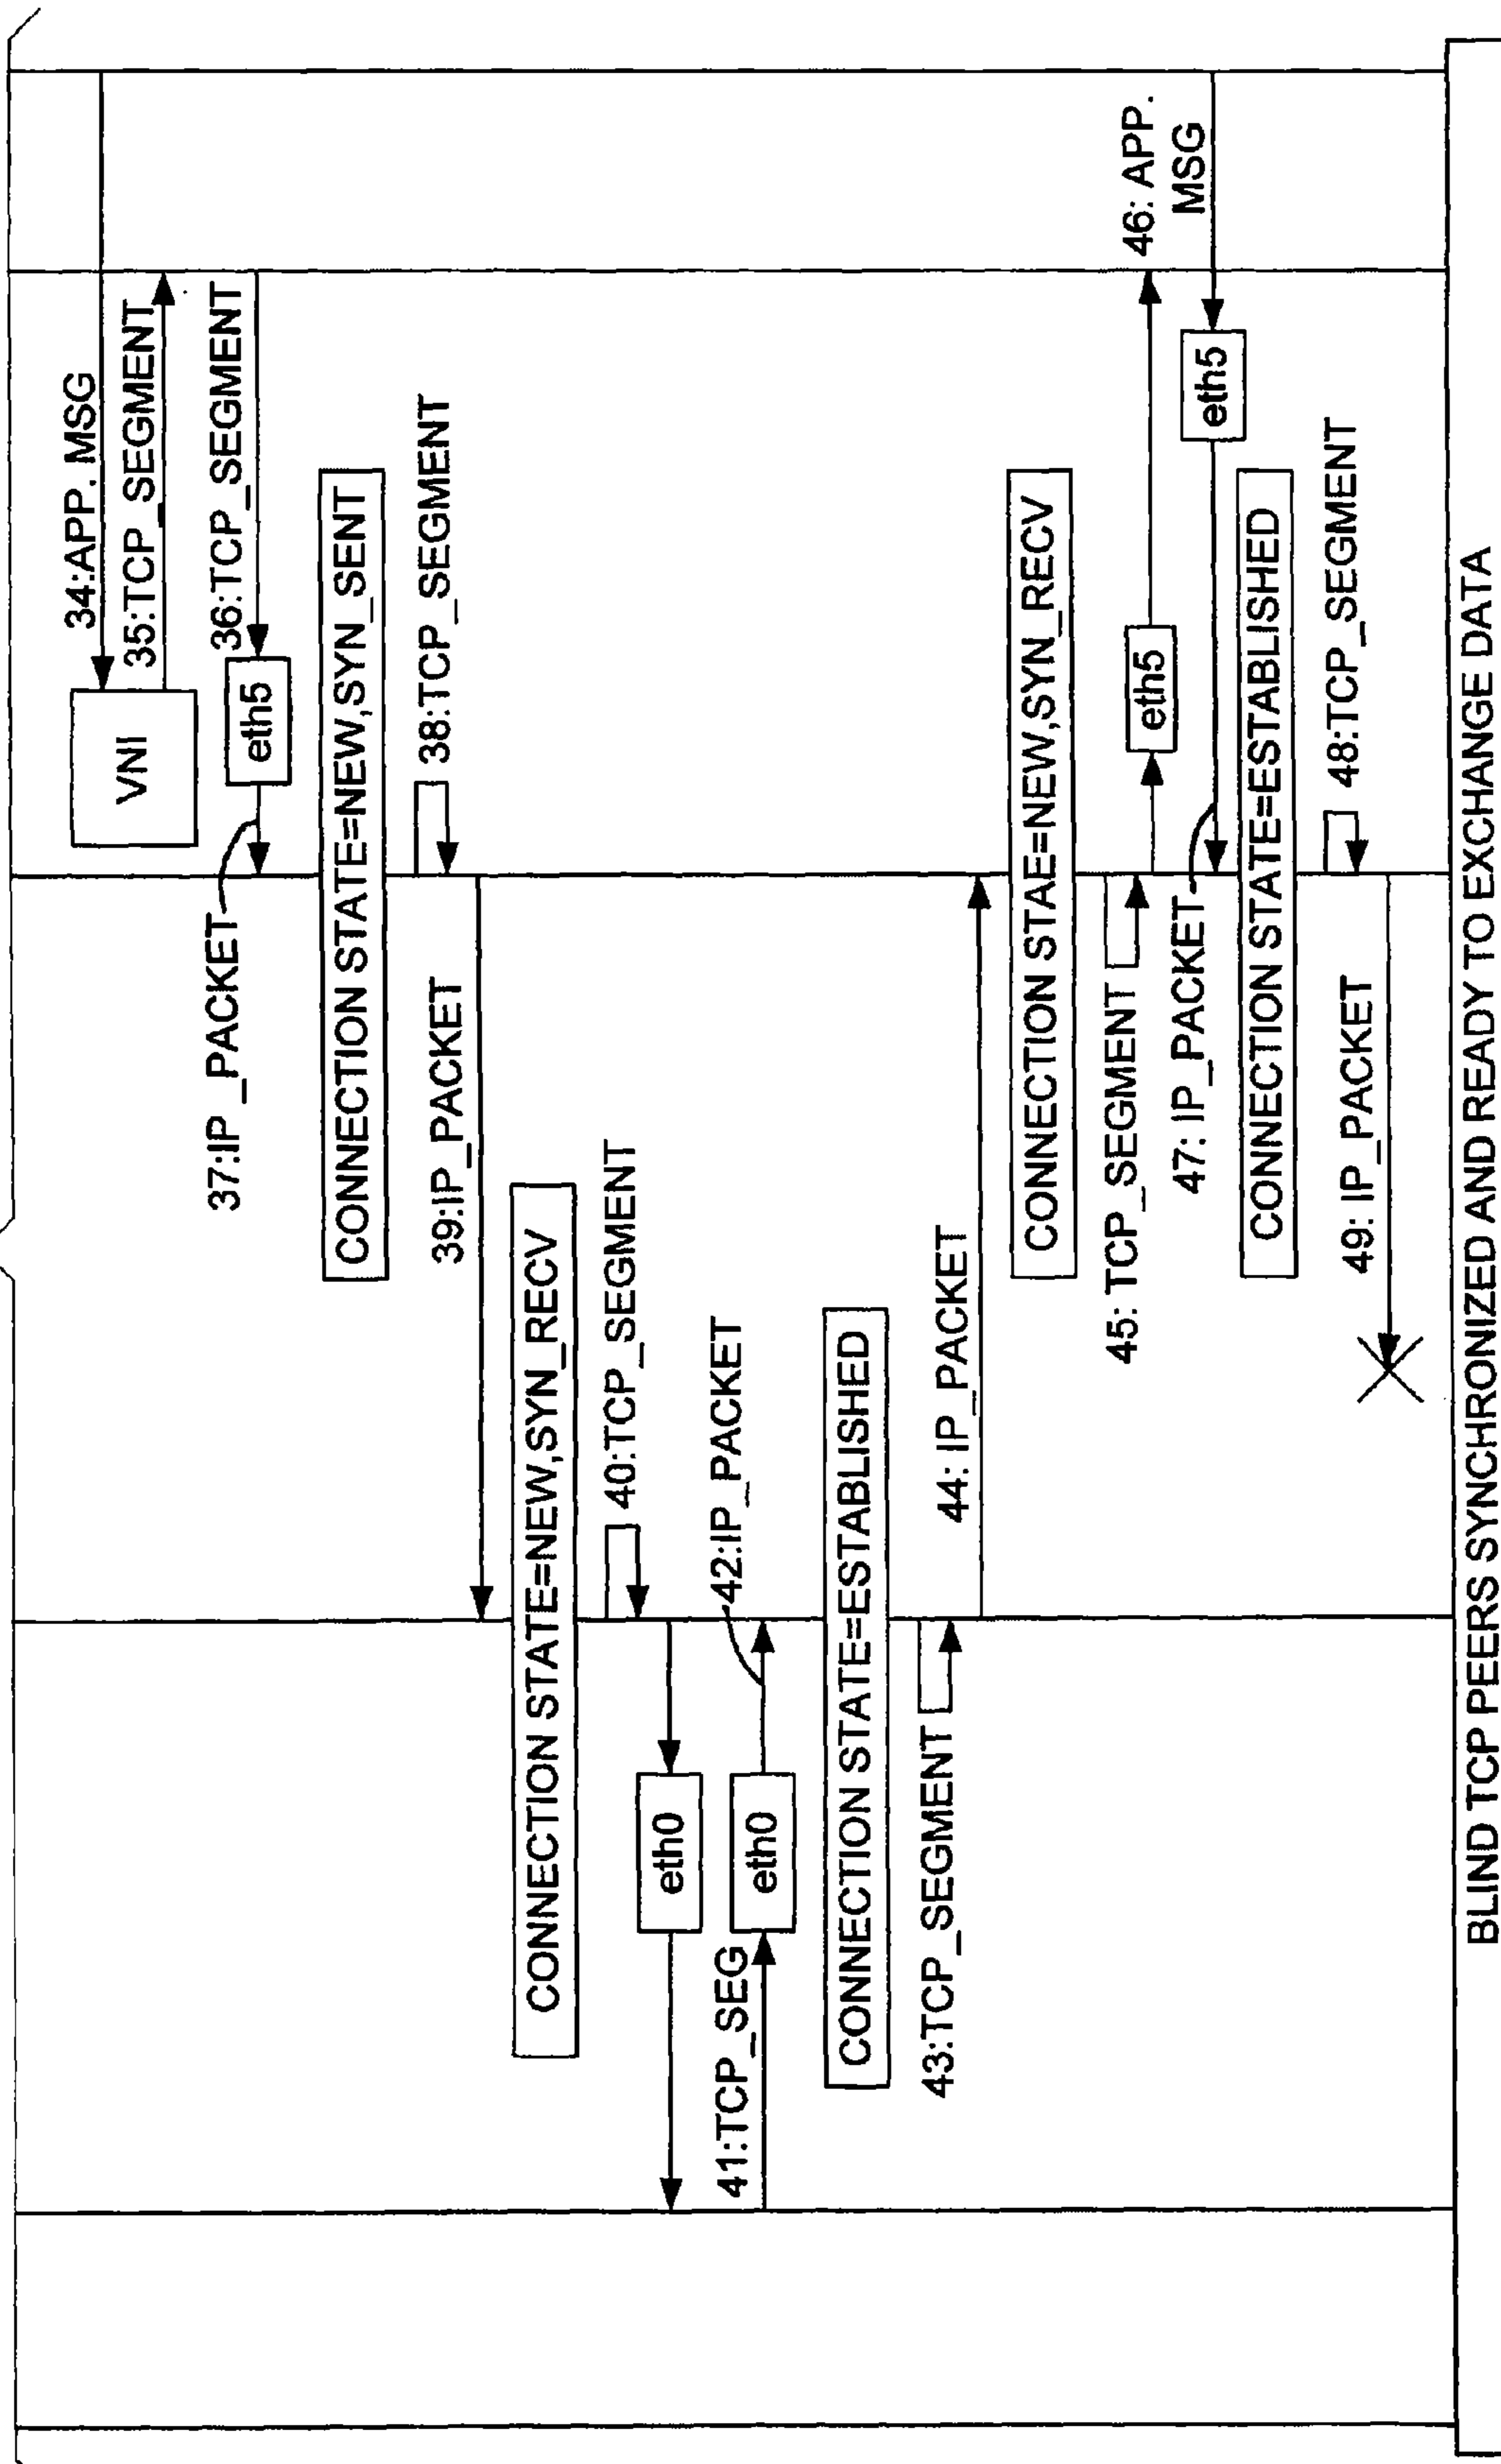 34:APP. MSG
VNI
35:TCP_SEGMENT
36:TCP_SEGMENT
eth5
37:IP_PACKET
CONNECTION STATE=NEW,SYN_SENT
38:TCP_SEGMENT
39:IP_PACKET
CONNECTION STATE=NEW,SYN_RECV
40:TCP_SEGMENT
eth0
41:TCP_SEG
eth0
42:IP_PACKET
CONNECTION STATE=ESTABLISHED
43:TCP_SEGMENT
44: IP_PACKET
CONNECTION STAE=NEW,SYN_RECV
45: TCP_SEGMENT
eth5
46: APP.
MSG
eth5
47: IP_PACKET
CONNECTION STATE=ESTABLISHED
48:TCP_SEGMENT
49: IP_PACKET
BLIND TCP PEERS SYNCHRONIZED AND READY TO EXCHANGE DATA